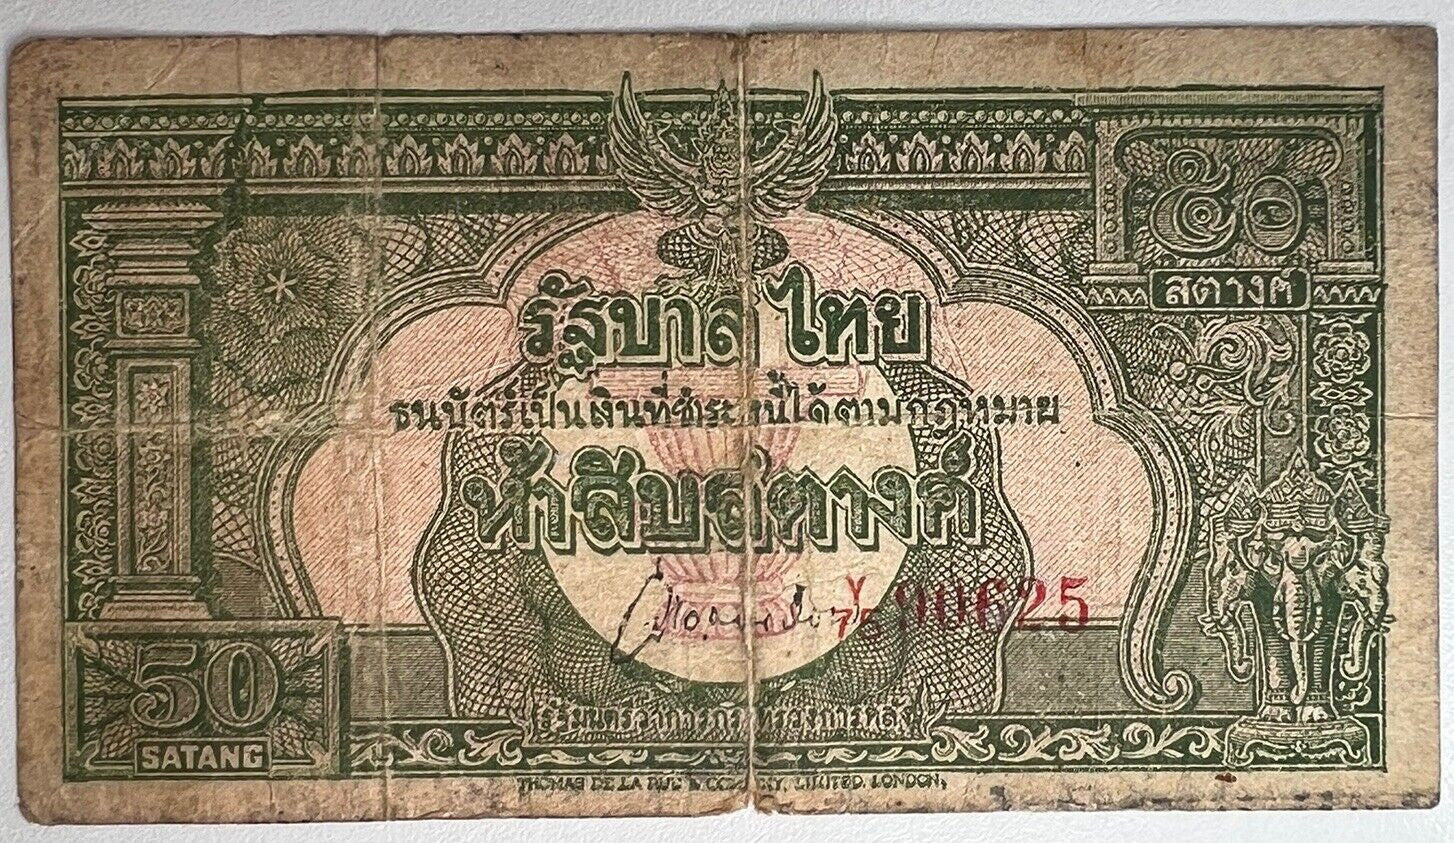 ๕๐
สตางค์
รัฐบาลไทย
ธนบัตร์เป็นเงินที่ชำระหนี้ได้ตามกฎหมาย
ห้าสิบสตางค์
90625
50
SATANG
THOMAS DE LA RUE & COMPANY, LIMITED, LONDON,